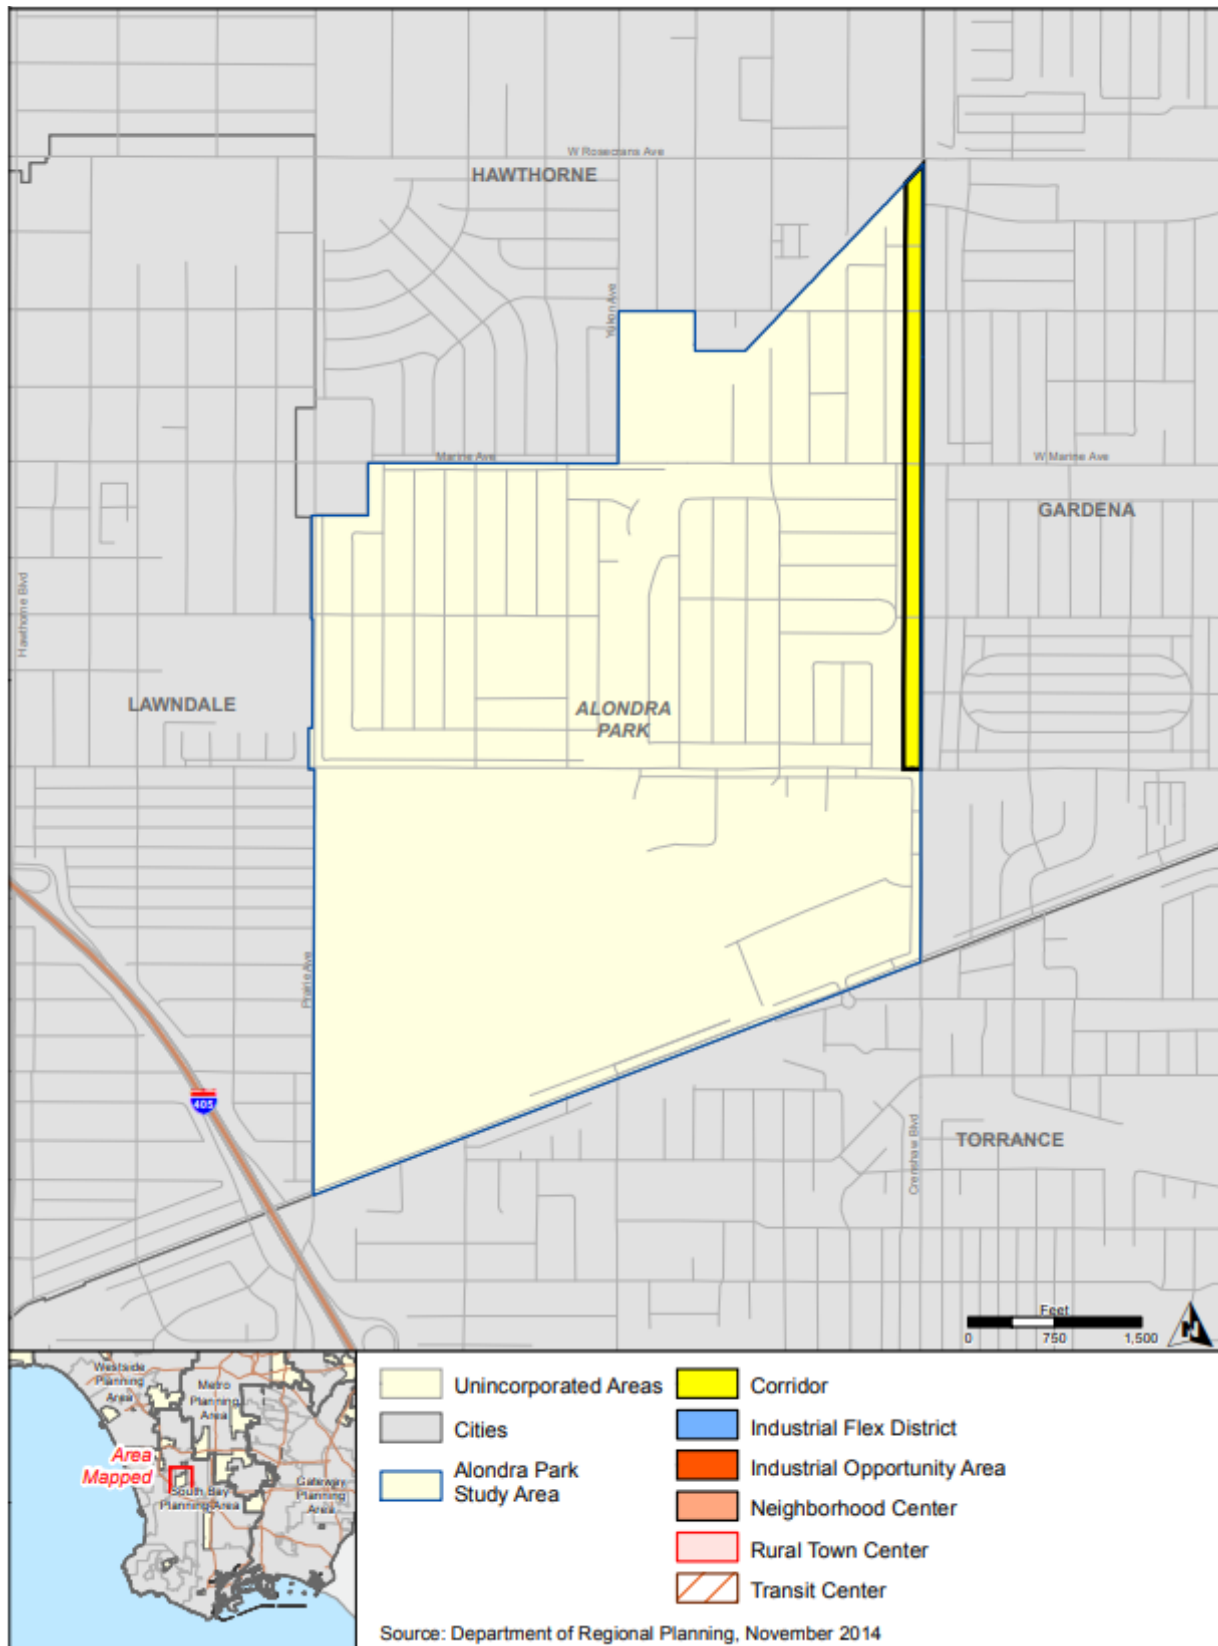 W Rosecrans Ave
HAWTHORNE
Yukon Ave
Marine Ave
W Marine Ave
GARDENA
Hawthorne Blvd
LAWNDALE
ALONDRA
PARK
Prairie Ave
405
Crenshaw Blvd
TORRANCE
Feet
0 750 1,500
N
Westside
Planning
Area
Metro
Planning
Area
Area
Mapped
South Bay
Planning Area
Gateway
Planning
Area
Unincorporated Areas
Cities
Alondra Park
Study Area
Corridor
Industrial Flex District
Industrial Opportunity Area
Neighborhood Center
Rural Town Center
Transit Center
Source: Department of Regional Planning, November 2014